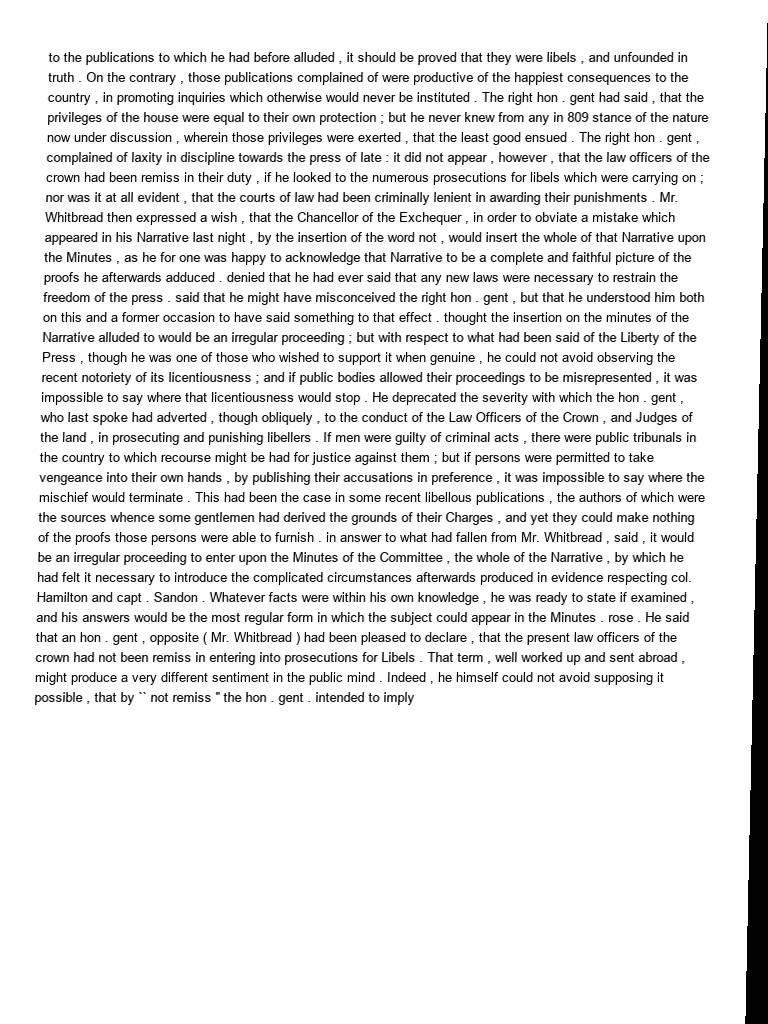 to the publications to which he had before alluded , it should be proved that they were libels , and unfounded in
truth . On the contrary , those publications complained of were productive of the happiest consequences to the
country , in promoting inquiries which otherwise would never be instituted . The right hon . gent had said , that the
privileges of the house were equal to their own protection ; but he never knew from any in 809 stance of the nature
now under discussion , wherein those privileges were exerted , that the least good ensued . The right hon . gent ,
complained of laxity in discipline towards the press of late : it did not appear , however , that the law officers of the
crown had been remiss in their duty , if he looked to the numerous prosecutions for libels which were carrying on ;
nor was it at all evident , that the courts of law had been criminally lenient in awarding their punishments . Mr.
Whitbread then expressed a wish , that the Chancellor of the Exchequer , in order to obviate a mistake which
appeared in his Narrative last night , by the insertion of the word not , would insert the whole of that Narrative upon
the Minutes , as he for one was happy to acknowledge that Narrative to be a complete and faithful picture of the
proofs he afterwards adduced . denied that he had ever said that any new laws were necessary to restrain the
freedom of the press . said that he might have misconceived the right hon . gent , but that he understood him both
on this and a former occasion to have said something to that effect . thought the insertion on the minutes of the
Narrative alluded to would be an irregular proceeding ; but with respect to what had been said of the Liberty of the
Press , though he was one of those who wished to support it when genuine , he could not avoid observing the
recent notoriety of its licentiousness ; and if public bodies allowed their proceedings to be misrepresented , it was
impossible to say where that licentiousness would stop . He deprecated the severity with which the hon . gent ,
who last spoke had adverted , though obliquely , to the conduct of the Law Officers of the Crown , and Judges of
the land , in prosecuting and punishing libellers . If men were guilty of criminal acts , there were public tribunals in
the country to which recourse might be had for justice against them ; but if persons were permitted to take
vengeance into their own hands , by publishing their accusations in preference , it was impossible to say where the
mischief would terminate . This had been the case in some recent libellous publications , the authors of which were
the sources whence some gentlemen had derived the grounds of their Charges , and yet they could make nothing
of the proofs those persons were able to furnish . in answer to what had fallen from Mr. Whitbread , said , it would
be an irregular proceeding to enter upon the Minutes of the Committee , the whole of the Narrative , by which he
had felt it necessary to introduce the complicated circumstances afterwards produced in evidence respecting col.
Hamilton and capt . Sandon . Whatever facts were within his own knowledge , he was ready to state if examined ,
and his answers would be the most regular form in which the subject could appear in the Minutes . rose . He said
that an hon . gent , opposite ( Mr. Whitbread ) had been pleased to declare , that the present law officers of the
crown had not been remiss in entering into prosecutions for Libels . That term , well worked up and sent abroad ,
might produce a very different sentiment in the public mind . Indeed , he himself could not avoid supposing it
possible , that by `` not remiss '' the hon . gent . intended to imply